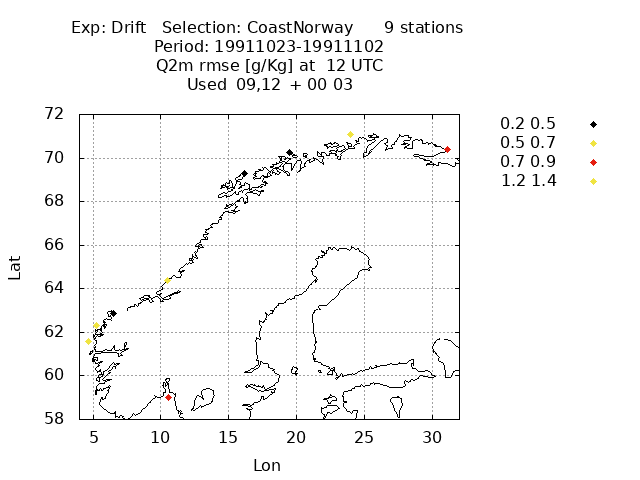 Exp: Drift Selection: CoastNorway 9 stations
Period: 19911023-19911102
Q2m rmse [g/Kg] at 12 UTC
Used 09,12 + 00 03
72
70
68
66
64
62
60
58
5 10 15 20 25 30
Lat
Lon
0.2 0.5
0.5 0.7
0.7 0.9
1.2 1.4